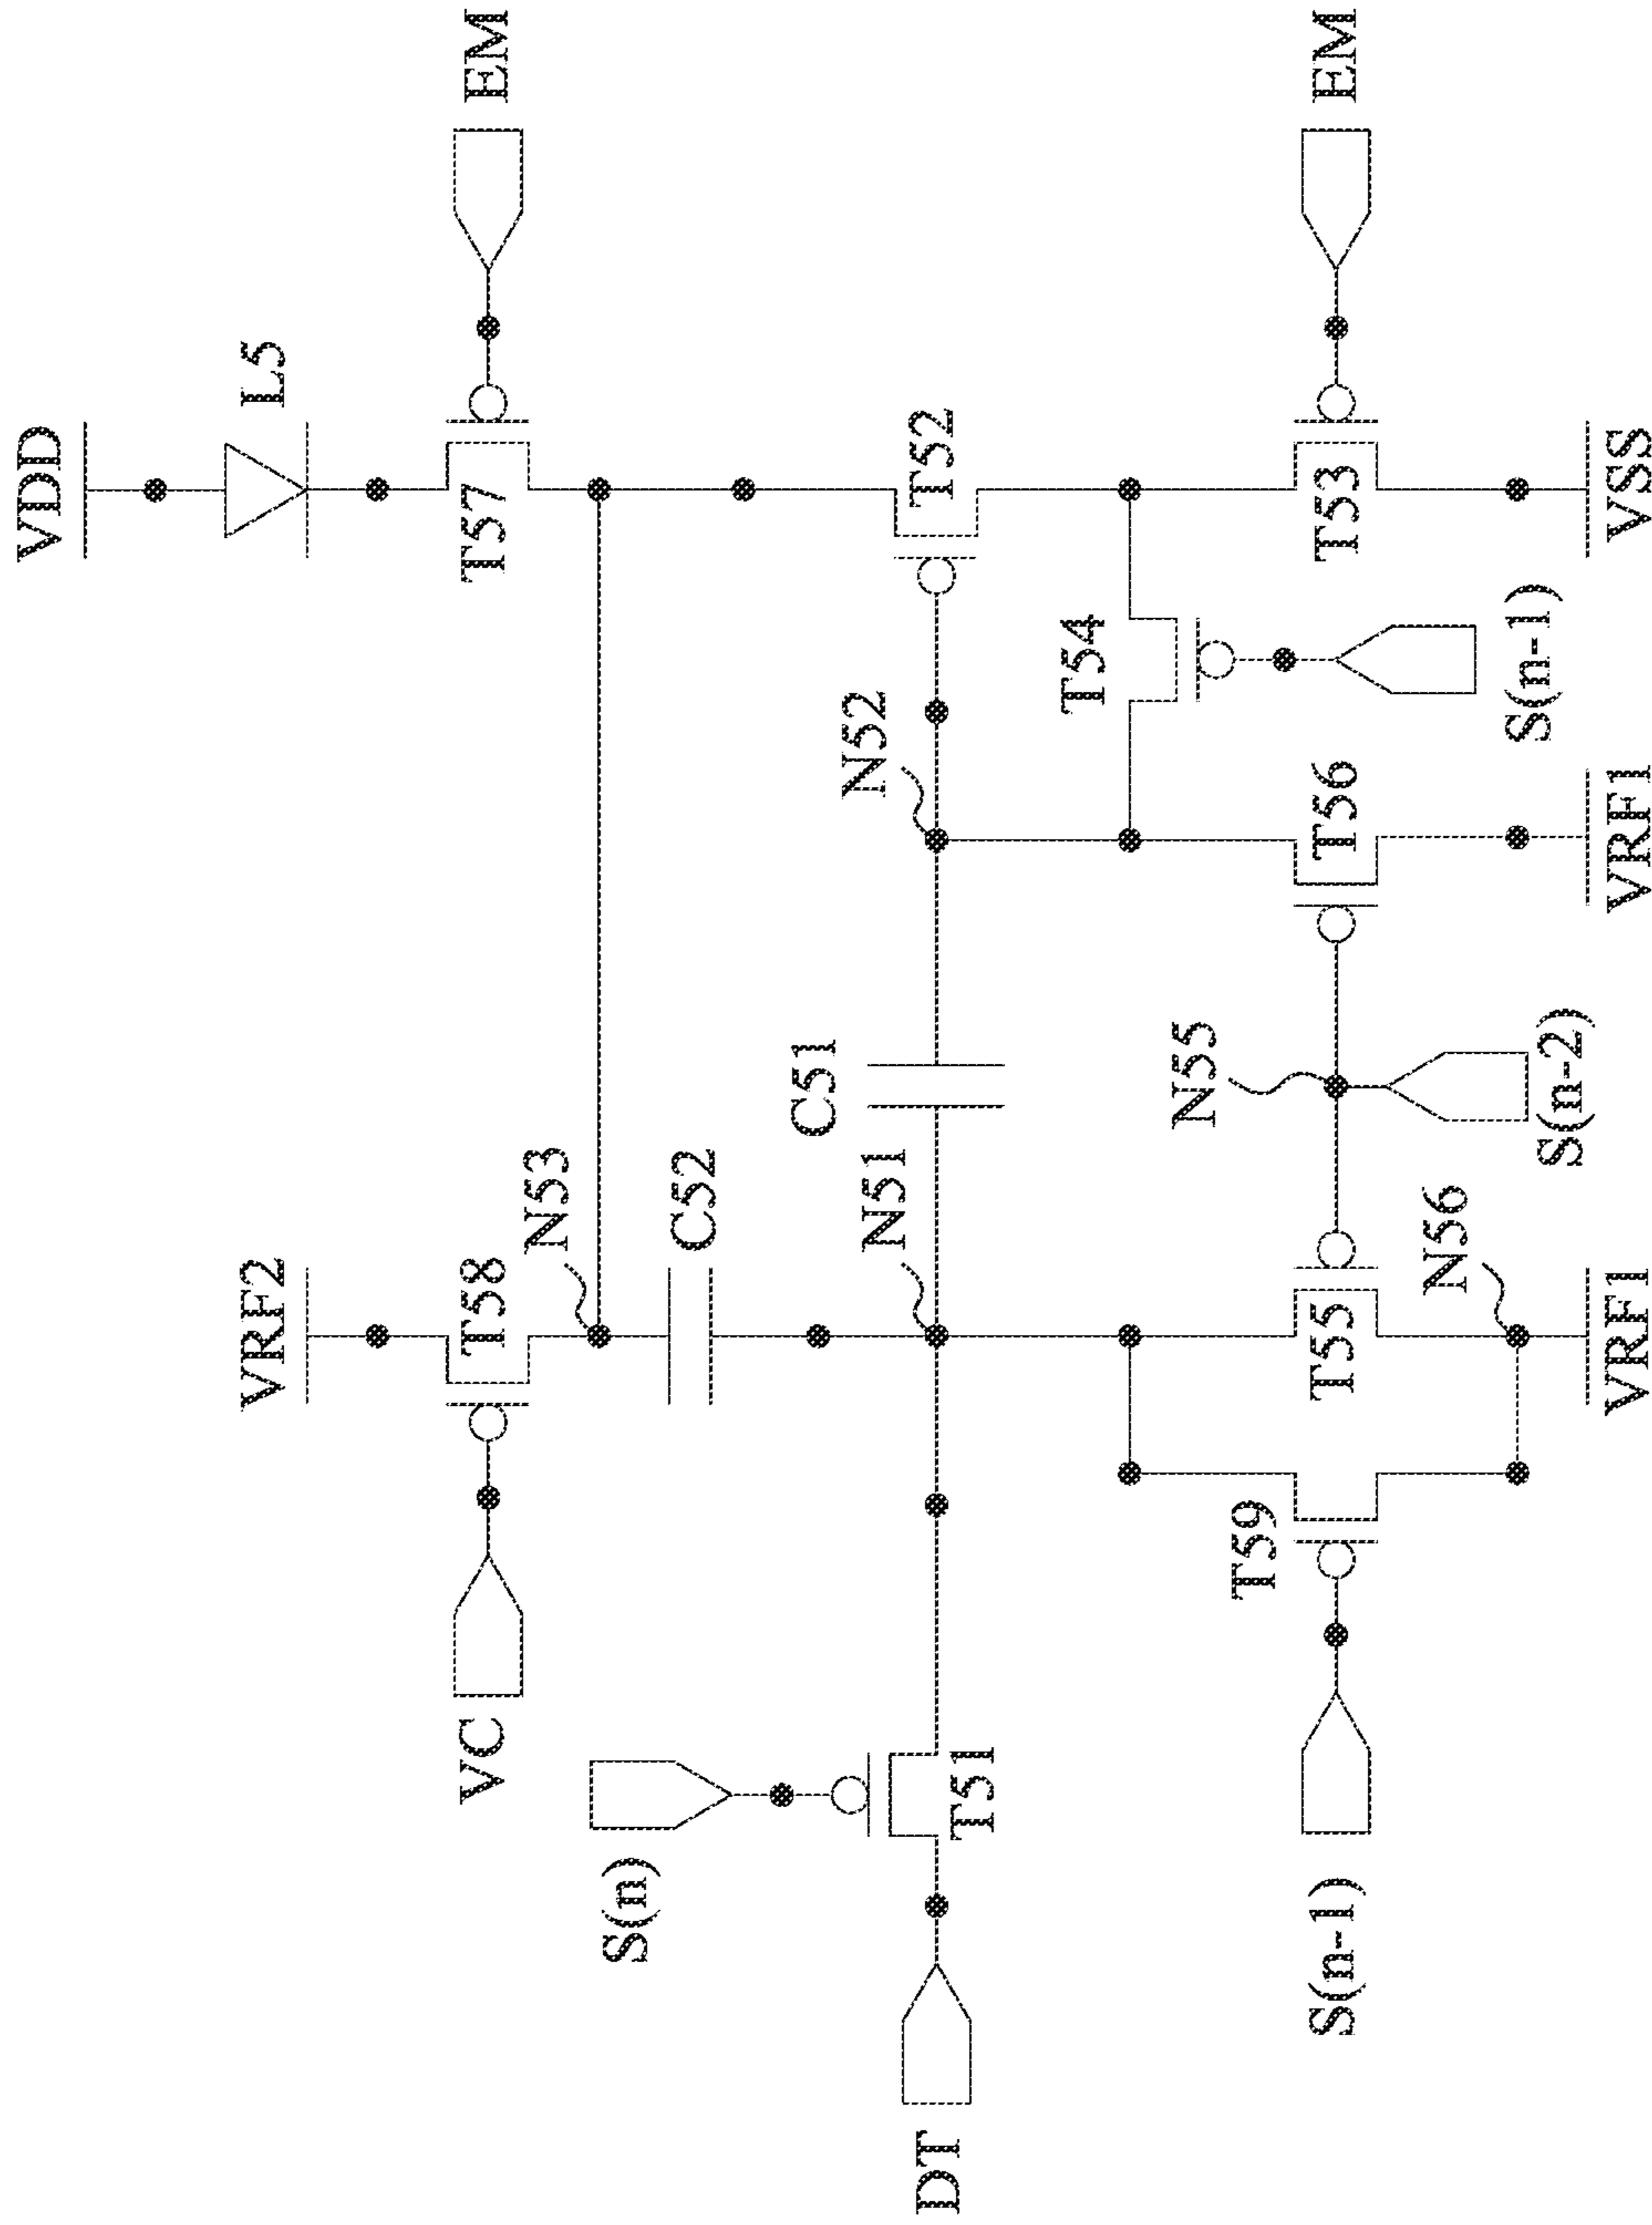 VDD
L5
EM
VRF2
T57
T58
VC
N53
C52
S(n)
T52
N52
C51
N51
T51
DT
T54
N55
T59
EM
T53
T56
T55
N56
S(n-1)
S(n-1)
S(n-2)
VSS
VRF1
VRF1